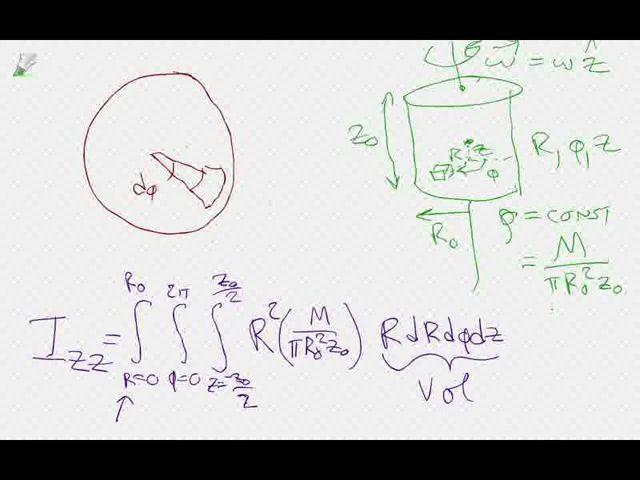 ω⃗ = ω ẑ
z₀
R z
φ
R, φ, z
dφ
R₀
ρ = CONST
= M / πR₀²z₀
I_zz = ∫_{R=0}^{R₀} ∫_{φ=0}^{2π} ∫_{z=-z₀/2}^{z₀/2} R² (M / πR₀²z₀) R dR dφ dz
Vol